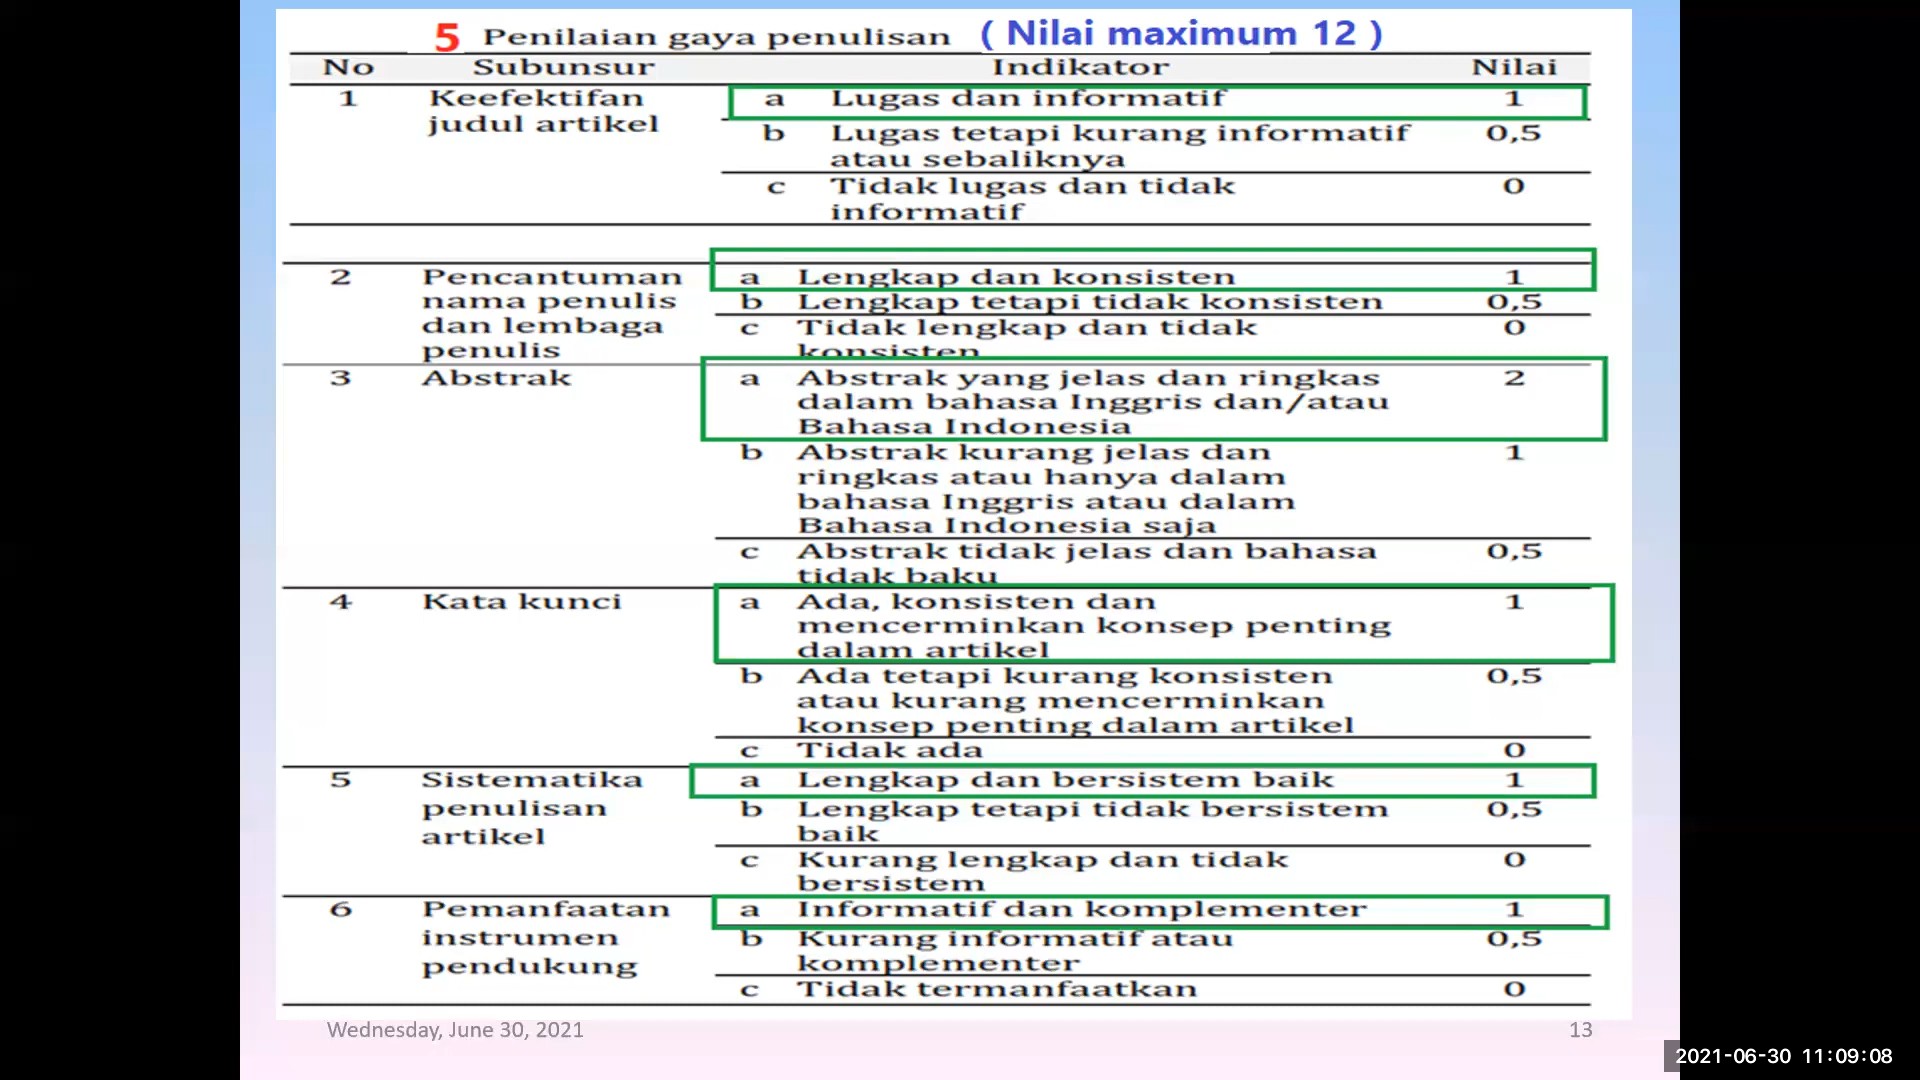 5 Penilaian gaya penulisan ( Nilai maximum 12 )
No Subunsur Indikator Nilai
1 Keefektifan a Lugas dan informatif 1
judul artikel
b Lugas tetapi kurang informatif 0,5
atau sebaliknya
c Tidak lugas dan tidak 0
informatif
2 Pencantuman a Lengkap dan konsisten 1
nama penulis b Lengkap tetapi tidak konsisten 0,5
dan lembaga c Tidak lengkap dan tidak 0
penulis konsisten
3 Abstrak a Abstrak yang jelas dan ringkas 2
dalam bahasa Inggris dan/atau
Bahasa Indonesia
b Abstrak kurang jelas dan 1
ringkas atau hanya dalam
bahasa Inggris atau dalam
Bahasa Indonesia saja
c Abstrak tidak jelas dan bahasa 0,5
tidak baku
4 Kata kunci a Ada, konsisten dan 1
mencerminkan konsep penting
dalam artikel
b Ada tetapi kurang konsisten 0,5
atau kurang mencerminkan
konsep penting dalam artikel
c Tidak ada 0
5 Sistematika a Lengkap dan bersistem baik 1
penulisan b Lengkap tetapi tidak bersistem 0,5
artikel baik
c Kurang lengkap dan tidak 0
bersistem
6 Pemanfaatan a Informatif dan komplementer 1
instrumen b Kurang informatif atau 0,5
pendukung komplementer
c Tidak termanfaatkan 0
Wednesday, June 30, 2021 13
2021-06-30 11:09:08